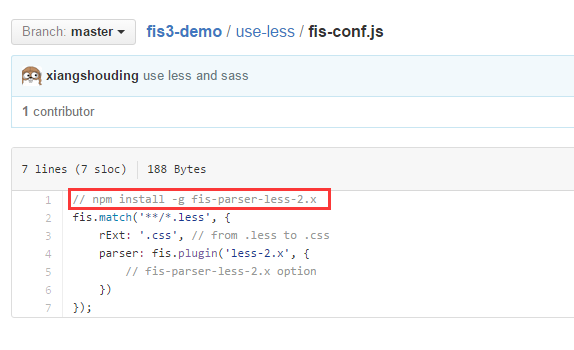 Branch: master fis3-demo / use-less / fis-conf.js
xiangshouding use less and sass
1 contributor
7 lines (7 sloc) 188 Bytes
1 // npm install -g fis-parser-less-2.x
2 fis.match('**/*.less', {
3     rExt: '.css', // from .less to .css
4     parser: fis.plugin('less-2.x', {
5         // fis-parser-less-2.x option
6     })
7 });